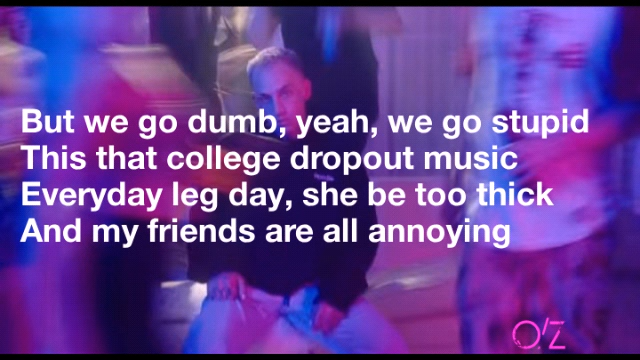 But we go dumb, yeah, we go stupid
This that college dropout music
Everyday leg day, she be too thick
And my friends are all annoying
O'Z